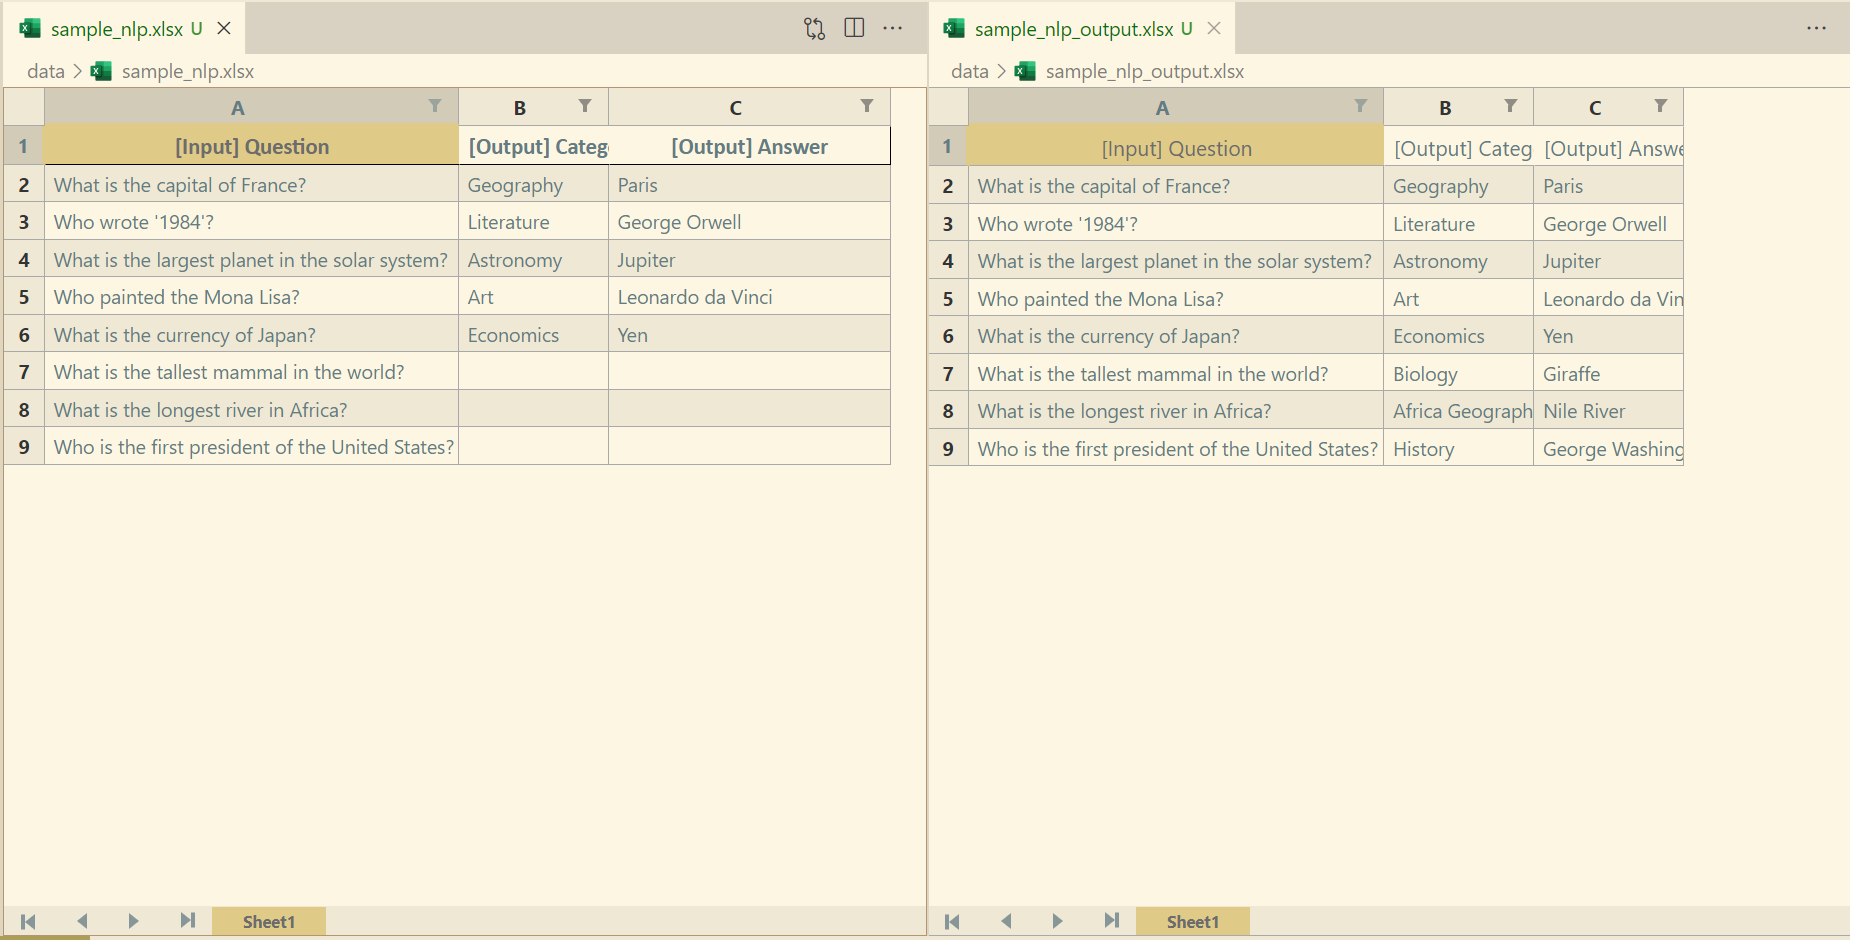 sample_nlp.xlsx U
data > sample_nlp.xlsx
A B C
1 [Input] Question [Output] Categ [Output] Answer
2 What is the capital of France? Geography Paris
3 Who wrote '1984'? Literature George Orwell
4 What is the largest planet in the solar system? Astronomy Jupiter
5 Who painted the Mona Lisa? Art Leonardo da Vinci
6 What is the currency of Japan? Economics Yen
7 What is the tallest mammal in the world?
8 What is the longest river in Africa?
9 Who is the first president of the United States?
Sheet1
sample_nlp_output.xlsx U
data > sample_nlp_output.xlsx
A B C
1 [Input] Question [Output] Categ [Output] Answe
2 What is the capital of France? Geography Paris
3 Who wrote '1984'? Literature George Orwell
4 What is the largest planet in the solar system? Astronomy Jupiter
5 Who painted the Mona Lisa? Art Leonardo da Vin
6 What is the currency of Japan? Economics Yen
7 What is the tallest mammal in the world? Biology Giraffe
8 What is the longest river in Africa? Africa Geograph Nile River
9 Who is the first president of the United States? History George Washing
Sheet1